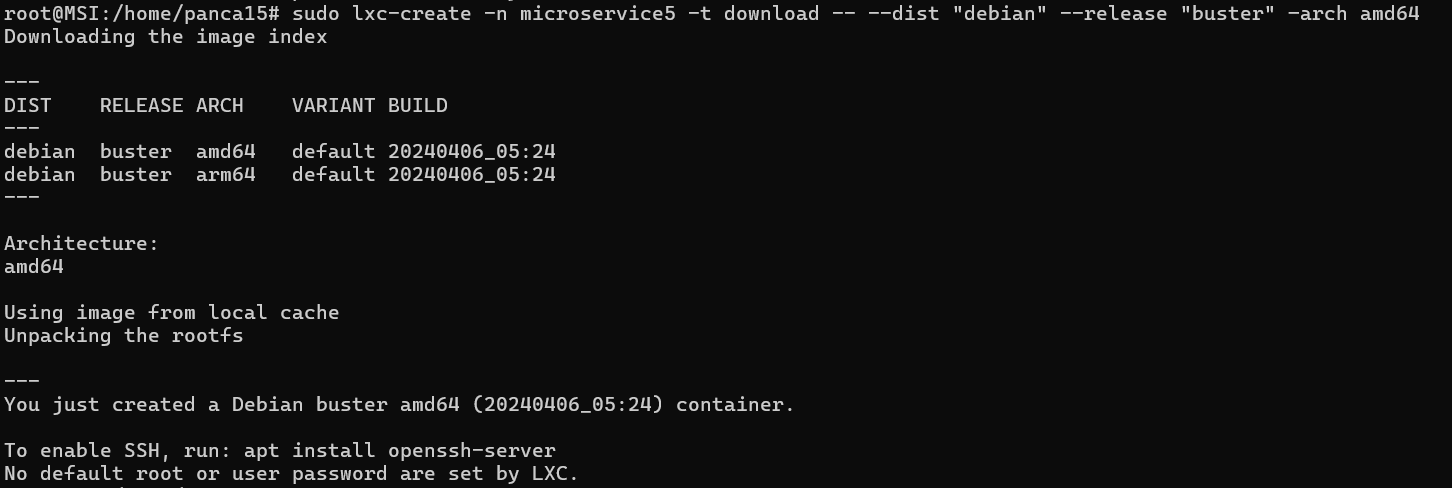 root@MSI:/home/panca15# sudo lxc-create -n microservice5 -t download -- --dist "debian" --release "buster" -arch amd64
Downloading the image index
---
DIST RELEASE ARCH VARIANT BUILD
---
debian buster amd64 default 20240406_05:24
debian buster arm64 default 20240406_05:24
---
Architecture:
amd64
Using image from local cache
Unpacking the rootfs
---
You just created a Debian buster amd64 (20240406_05:24) container.
To enable SSH, run: apt install openssh-server
No default root or user password are set by LXC.